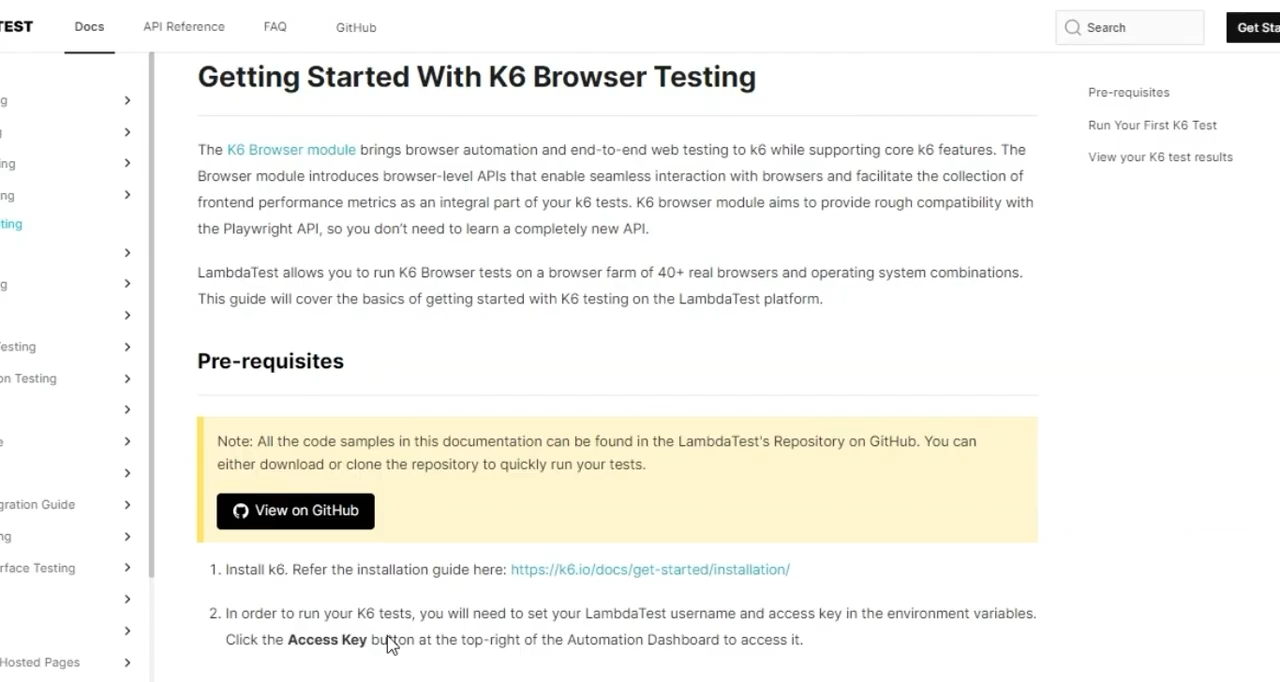 TEST Docs API Reference FAQ GitHub Search Get Sta
Getting Started With K6 Browser Testing
The K6 Browser module brings browser automation and end-to-end web testing to k6 while supporting core k6 features. The
Browser module introduces browser-level APIs that enable seamless interaction with browsers and facilitate the collection of
frontend performance metrics as an integral part of your k6 tests. K6 browser module aims to provide rough compatibility with
the Playwright API, so you don't need to learn a completely new API.
LambdaTest allows you to run K6 Browser tests on a browser farm of 40+ real browsers and operating system combinations.
This guide will cover the basics of getting started with K6 testing on the LambdaTest platform.
Pre-requisites
Note: All the code samples in this documentation can be found in the LambdaTest's Repository on GitHub. You can
either download or clone the repository to quickly run your tests.
View on GitHub
1. Install k6. Refer the installation guide here: https://k6.io/docs/get-started/installation/
2. In order to run your K6 tests, you will need to set your LambdaTest username and access key in the environment variables.
Click the Access Key button at the top-right of the Automation Dashboard to access it.
Pre-requisites
Run Your First K6 Test
View your K6 test results
g
ing
ng
ting
g
Testing
on Testing
e
gration Guide
ng
rface Testing
Hosted Pages